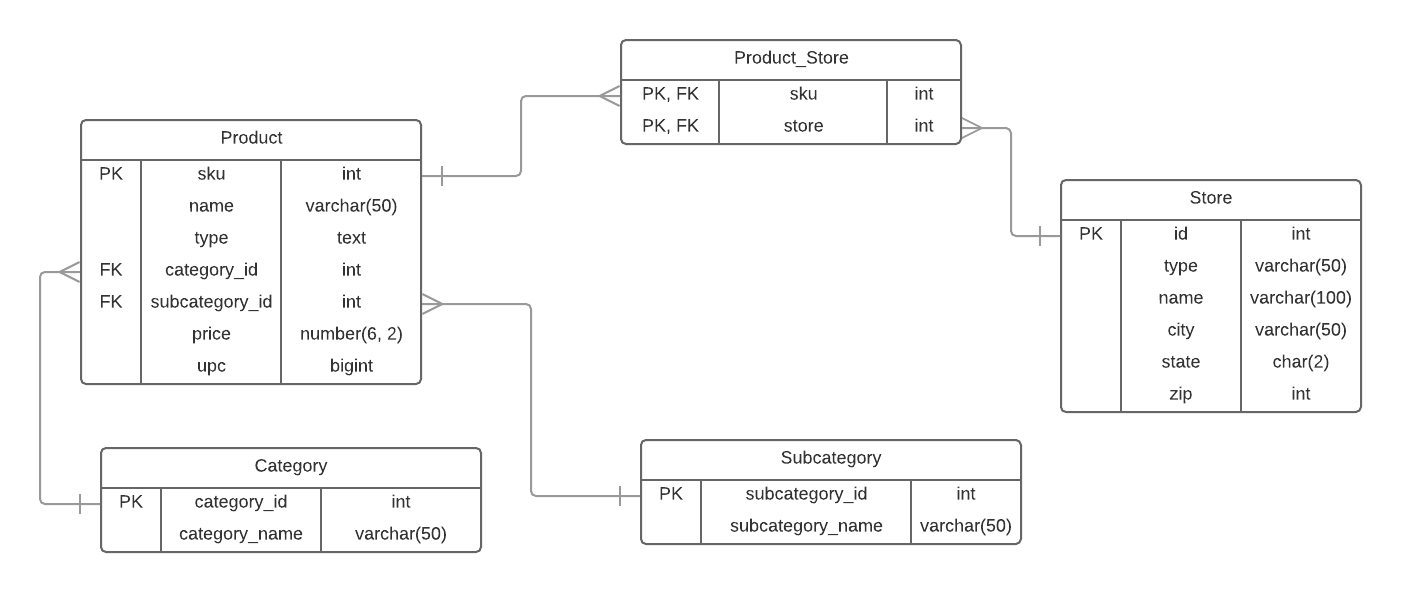 Product_Store
PK, FK sku int
PK, FK store int
Product
PK sku int
name varchar(50)
type text
FK category_id int
FK subcategory_id int
price number(6, 2)
upc bigint
Store
PK id int
type varchar(50)
name varchar(100)
city varchar(50)
state char(2)
zip int
Category
PK category_id int
category_name varchar(50)
Subcategory
PK subcategory_id int
subcategory_name varchar(50)